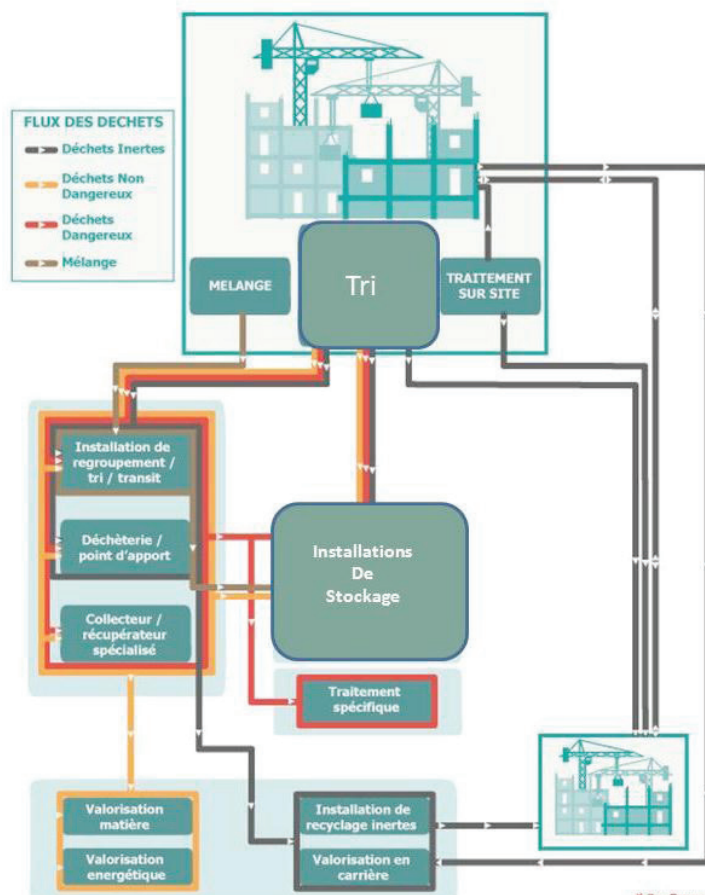 FLUX DES DECHETS
Déchets Inertes
Déchets Non
Dangereux
Déchets
Dangereux
Mélange
MELANGE
Tri
TRAITEMENT
SUR SITE
Installation de
regroupement /
tri / transit
Déchèterie /
point d'apport
Collecteur /
récupérateur
spécialisé
Installations
De
Stockage
Traitement
spécifique
Valorisation
matière
Valorisation
energétique
Installation de
recyclage inertes
Valorisation en
carrière